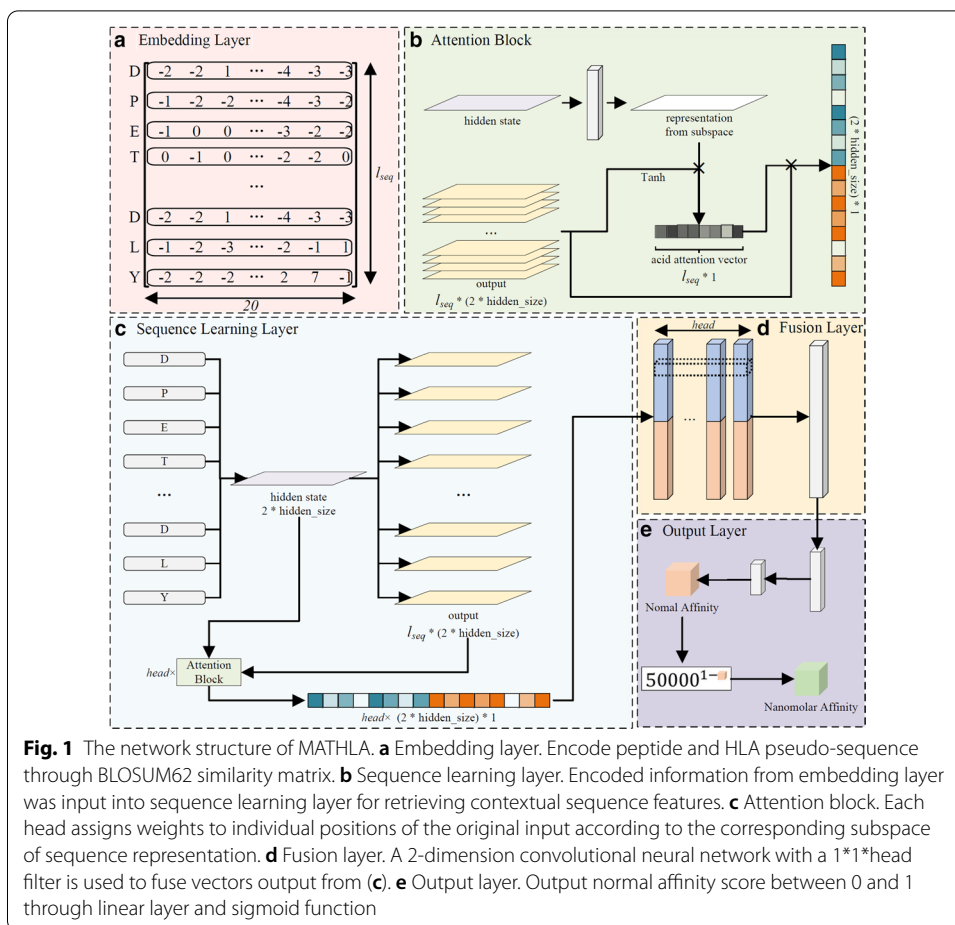 a Embedding Layer
D -2 -2 1 ··· -4 -3 -3
P -1 -2 -2 ··· -4 -3 -2
E -1 0 0 ··· -3 -2 -2
T 0 -1 0 ··· -2 -2 0
...
D -2 -2 1 ··· -4 -3 -3
L -1 -2 -3 ··· -2 -1 1
Y -2 -2 -2 ··· 2 7 -1
l_seq
20
b Attention Block
hidden state
representation
from subspace
Tanh
...
output
l_seq * (2 * hidden_size)
acid attention vector
l_seq * 1
(2 * hidden_size) * 1
c Sequence Learning Layer
D
P
E
T
...
D
L
Y
hidden state
2 * hidden_size
...
output
l_seq * (2 * hidden_size)
head×
Attention
Block
head× (2 * hidden_size) * 1
d Fusion Layer
head
...
e Output Layer
Nomal Affinity
50000^1-
Nanomolar Affinity
Fig. 1 The network structure of MATHLA. a Embedding layer. Encode peptide and HLA pseudo-sequence
through BLOSUM62 similarity matrix. b Sequence learning layer. Encoded information from embedding layer
was input into sequence learning layer for retrieving contextual sequence features. c Attention block. Each
head assigns weights to individual positions of the original input according to the corresponding subspace
of sequence representation. d Fusion layer. A 2-dimension convolutional neural network with a 1*1*head
filter is used to fuse vectors output from (c). e Output layer. Output normal affinity score between 0 and 1
through linear layer and sigmoid function